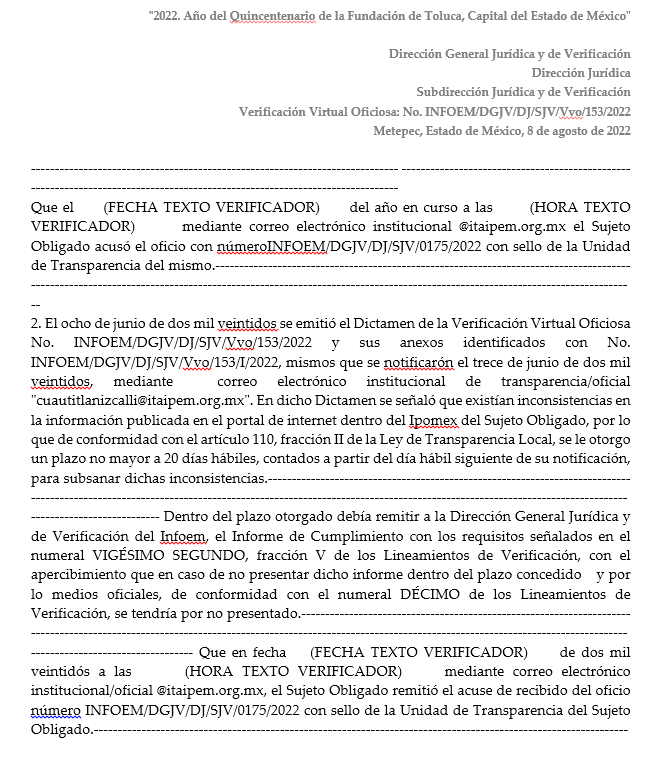 "2022. Año del Quincentenario de la Fundación de Toluca, Capital del Estado de México"
Dirección General Jurídica y de Verificación
Dirección Jurídica
Subdirección Jurídica y de Verificación
Verificación Virtual Oficiosa: No. INFOEM/DGJV/DJ/SJV/Vvo/153/2022
Metepec, Estado de México, 8 de agosto de 2022
----------------------------------------------------------------------------- ------------------------------------------------
-----------------------------------------------------------------------------
Que el (FECHA TEXTO VERIFICADOR) del año en curso a las (HORA TEXTO
VERIFICADOR) mediante correo electrónico institucional @itaipem.org.mx el Sujeto
Obligado acusó el oficio con númeroINFOEM/DGJV/DJ/SJV/0175/2022 con sello de la Unidad
de Transparencia del mismo.---------------------------------------------------------------------------------------
-----------------------------------------------------------------------------------------------------------------------------
--
2. El ocho de junio de dos mil veintidos se emitió el Dictamen de la Verificación Virtual Oficiosa
No. INFOEM/DGJV/DJ/SJV/Vvo/153/2022 y sus anexos identificados con No.
INFOEM/DGJV/DJ/SJV/Vvo/153/I/2022, mismos que se notificarón el trece de junio de dos mil
veintidos, mediante correo electrónico institucional de transparencia/oficial
"cuautitlanizcalli@itaipem.org.mx". En dicho Dictamen se señaló que existían inconsistencias en
la información publicada en el portal de internet dentro del Ipomex del Sujeto Obligado, por lo
que de conformidad con el artículo 110, fracción II de la Ley de Transparencia Local, se le otorgo
un plazo no mayor a 20 días hábiles, contados a partir del día hábil siguiente de su notificación,
para subsanar dichas inconsistencias.----------------------------------------------------------------------------
-----------------------------------------------------------------------------------------------------------------------------
--------------------------- Dentro del plazo otorgado debía remitir a la Dirección General Jurídica y
de Verificación del Infoem, el Informe de Cumplimiento con los requisitos señalados en el
numeral VIGÉSIMO SEGUNDO, fracción V de los Lineamientos de Verificación, con el
apercibimiento que en caso de no presentar dicho informe dentro del plazo concedido y por
lo medios oficiales, de conformidad con el numeral DÉCIMO de los Lineamientos de
Verificación, se tendría por no presentado.---------------------------------------------------------------------
-----------------------------------------------------------------------------------------------------------------------------
---------------------------------- Que en fecha (FECHA TEXTO VERIFICADOR) de dos mil
veintidós a las (HORA TEXTO VERIFICADOR) mediante correo electrónico
institucional/oficial @itaipem.org.mx, el Sujeto Obligado remitió el acuse de recibido del oficio
número INFOEM/DGJV/DJ/SJV/0175/2022 con sello de la Unidad de Transparencia del Sujeto
Obligado.----------------------------------------------------------------------------------------------------------------